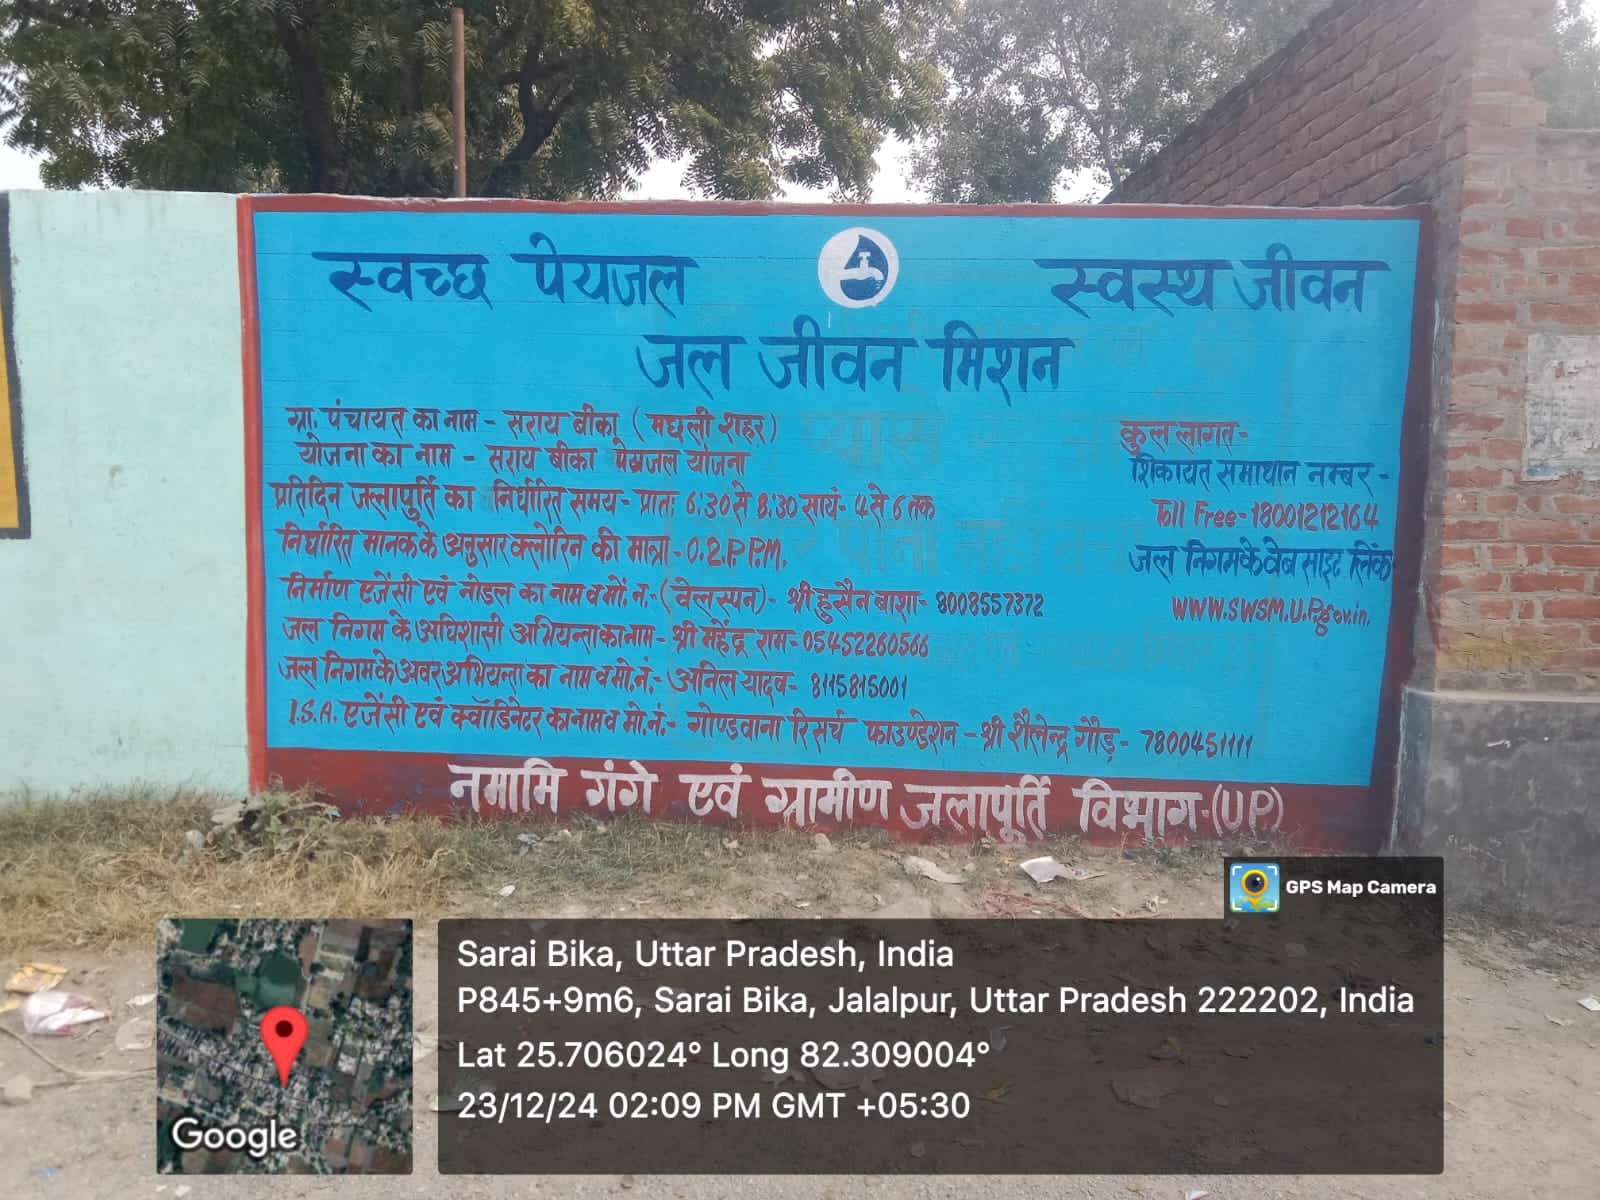 स्वच्छ पेयजल स्वस्थ जीवन
जल जीवन मिशन
ग्रा. पंचायत का नाम - सराय बीका (मछली शहर)
योजना का नाम - सराय बीका पेयजल योजना
प्रतिदिन जलापुर्ति का निर्धारित समय - प्रातः 6:30 से 8:30 सायं- 4 से 6 तक
निर्धारित मानक के अनुसार क्लोरिन की मात्रा - 0.2.P.P.M.
निर्माण एजेंसी एवं नोडल का नाम व मों. न.- (वेलस्पन) - श्री हुसैन बाशा - 8008557372
जल निगम के अधिशासी अभियन्ता का नाम - श्री महेंद्र राम - 05452260566
जल निगम के अवर अभियन्ता का नाम व मो. नं.- अनिल यादव - 8115815001
I.S.A. एजेंसी एवं क्वॉर्डिनेटर का नाम व मो. नं.- गोण्डवाना रिसर्च फाउण्डेशन - श्री शैलेन्द्र गौड़ - 7800451111
कुल लागत -
शिकायत समाधान नम्बर -
Toll Free - 18001212164
जल निगम के वेब साइट लिंक
WWW.SWSM.U.P.gov.in.
नमामि गंगे एवं ग्रामीण जलापूर्ति विभाग - (UP)
GPS Map Camera
Sarai Bika, Uttar Pradesh, India
P845+9m6, Sarai Bika, Jalalpur, Uttar Pradesh 222202, India
Lat 25.706024° Long 82.309004°
23/12/24 02:09 PM GMT +05:30
Google